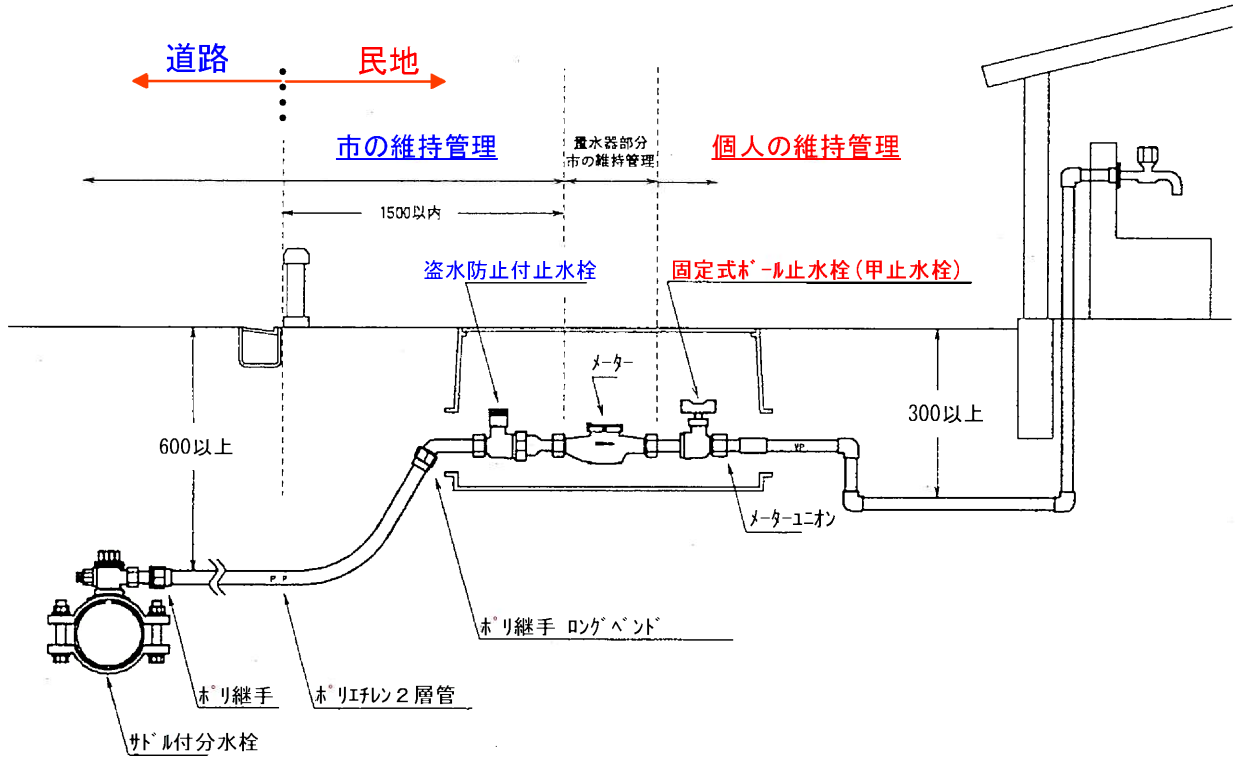 道路
民地
市の維持管理
量水器部分
市の維持管理
個人の維持管理
1500以内
盗水防止付止水栓
固定式ﾎﾞｰﾙ止水栓(甲止水栓)
ﾒｰﾀｰ
600以上
300以上
VP
ﾒｰﾀｰﾕﾆｵﾝ
P P
ﾎﾟﾘ継手 ﾛﾝｸﾞﾍﾞﾝﾄﾞ
ﾎﾟﾘ継手
ﾎﾟﾘｴﾁﾚﾝ2層管
ｻﾄﾞﾙ付分水栓